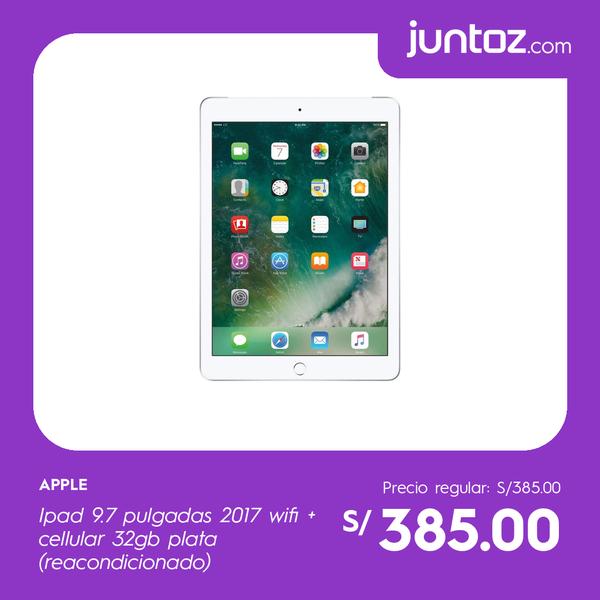 juntoz.com
APPLE
Ipad 9.7 pulgadas 2017 wifi +
cellular 32gb plata
(reacondicionado)
Precio regular: S/385.00
S/ 385.00